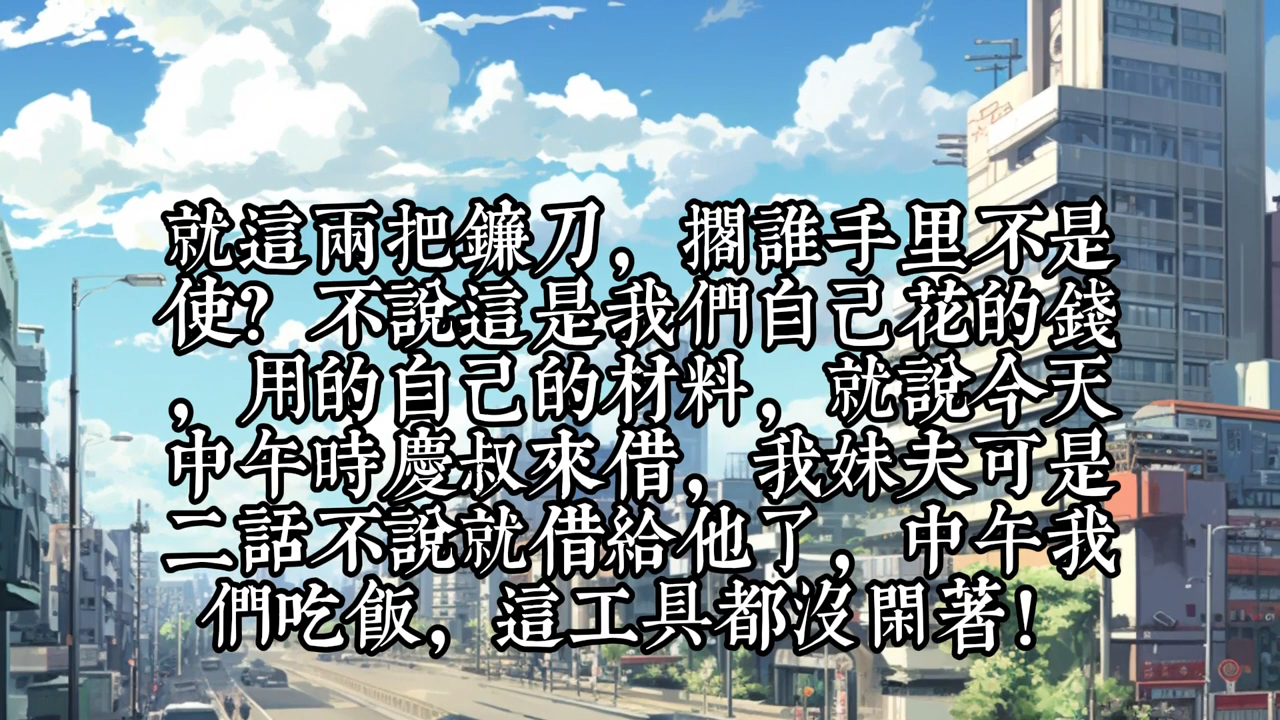 就這兩把鐮刀，擱誰手里不是
使？不說這是我們自己花的錢
，用的自己的材料，就說今天
中午時慶叔來借，我妹夫可是
二話不說就借給他了，中午我
們吃飯，這工具都沒閑著！